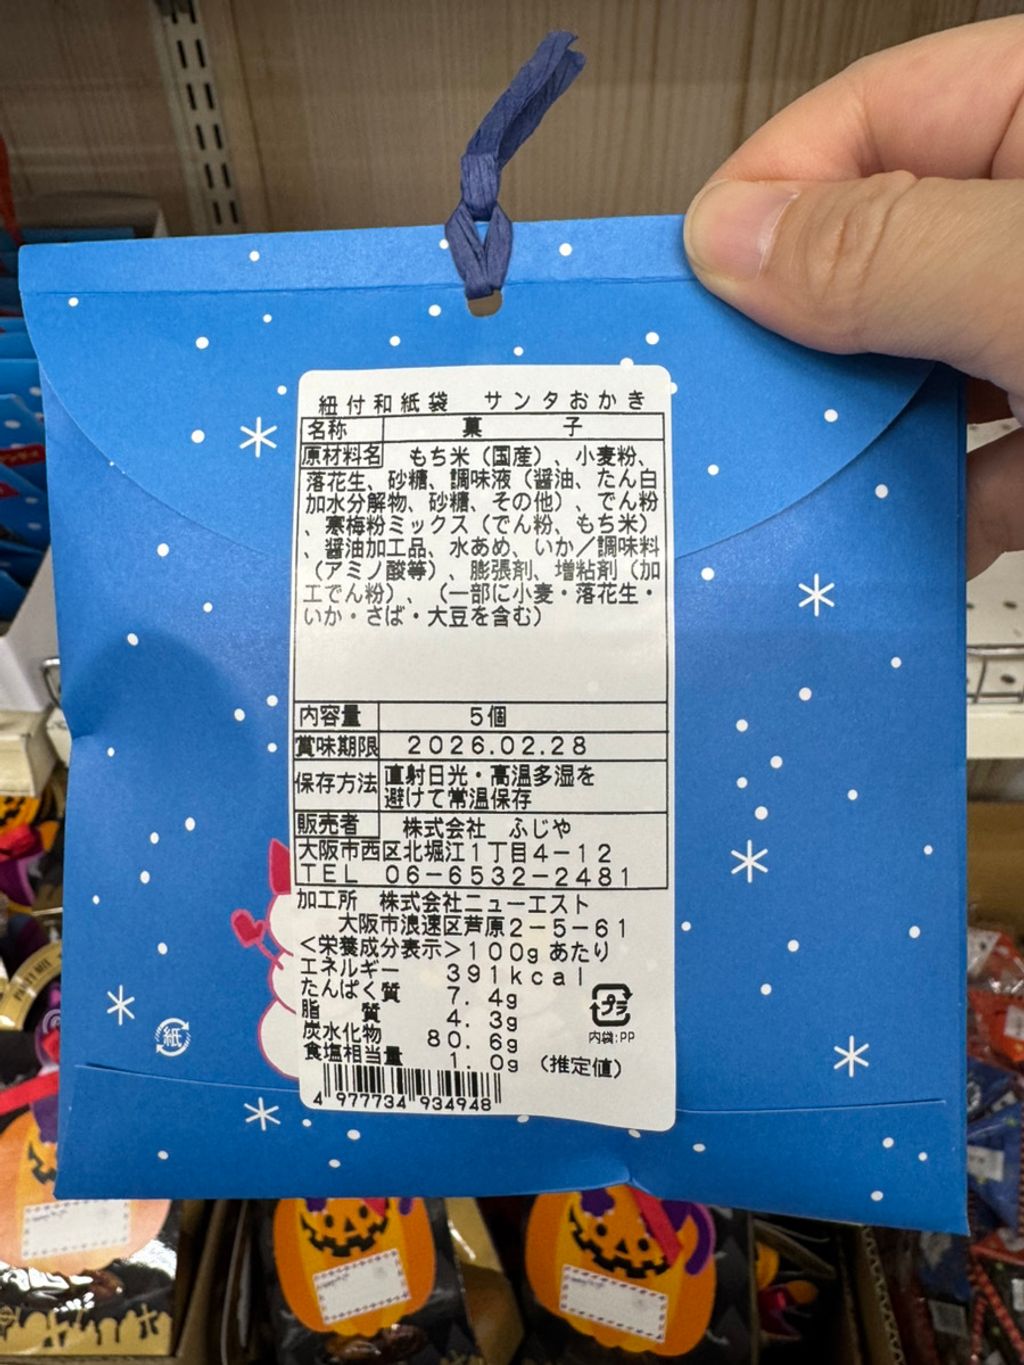 紐付和紙袋　サンタおかき
名称　菓　子
原材料名　もち米（国産）、小麦粉、
落花生、砂糖、調味液（醤油、たん白
加水分解物、砂糖、その他）、でん粉
、寒梅粉ミックス（でん粉、もち米）
、醤油加工品、水あめ、いか／調味料
（アミノ酸等）、膨張剤、増粘剤（加
工でん粉）、（一部に小麦・落花生・
いか・さば・大豆を含む）
内容量　5個
賞味期限　2026.02.28
保存方法　直射日光・高温多湿を
避けて常温保存
販売者　株式会社　ふじや
大阪市西区北堀江1丁目4－12
TEL　06－6532－2481
加工所　株式会社ニューエスト
大阪市浪速区芦原2－5－61
＜栄養成分表示＞100gあたり
エネルギー　391kcal
たんぱく質　7.4g
脂　質　4.3g
炭水化物　80.6g
食塩相当量　1.0g（推定値）
プラ
内袋:PP
4 977734 934948
紙